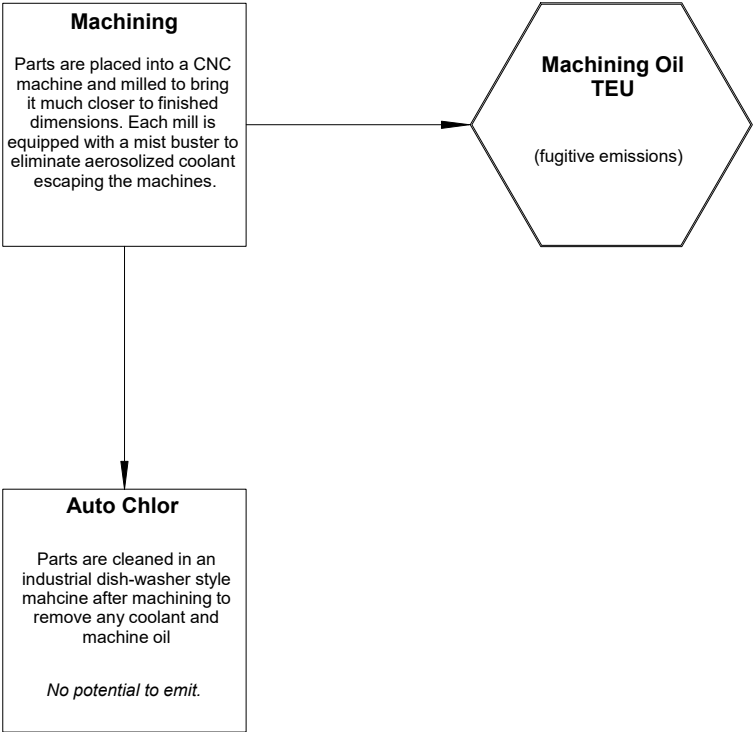 Machining
Parts are placed into a CNC
machine and milled to bring
it much closer to finished
dimensions. Each mill is
equipped with a mist buster to
eliminate aerosolized coolant
escaping the machines.
Machining Oil
TEU
(fugitive emissions)
Auto Chlor
Parts are cleaned in an
industrial dish-washer style
mahcine after machining to
remove any coolant and
machine oil
No potential to emit.